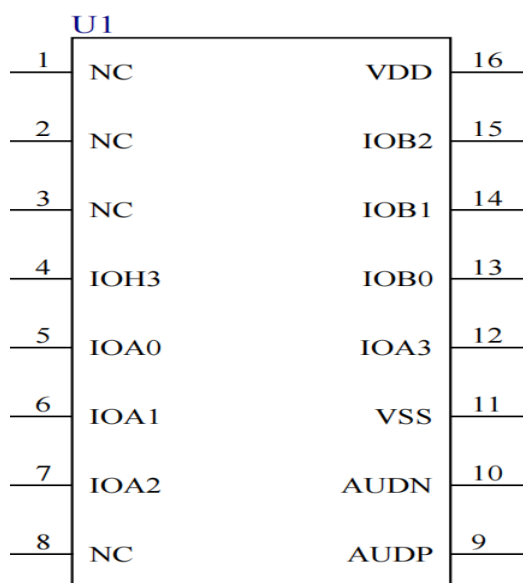 U1
1 NC VDD 16
2 NC IOB2 15
3 NC IOB1 14
4 IOH3 IOB0 13
5 IOA0 IOA3 12
6 IOA1 VSS 11
7 IOA2 AUDN 10
8 NC AUDP 9